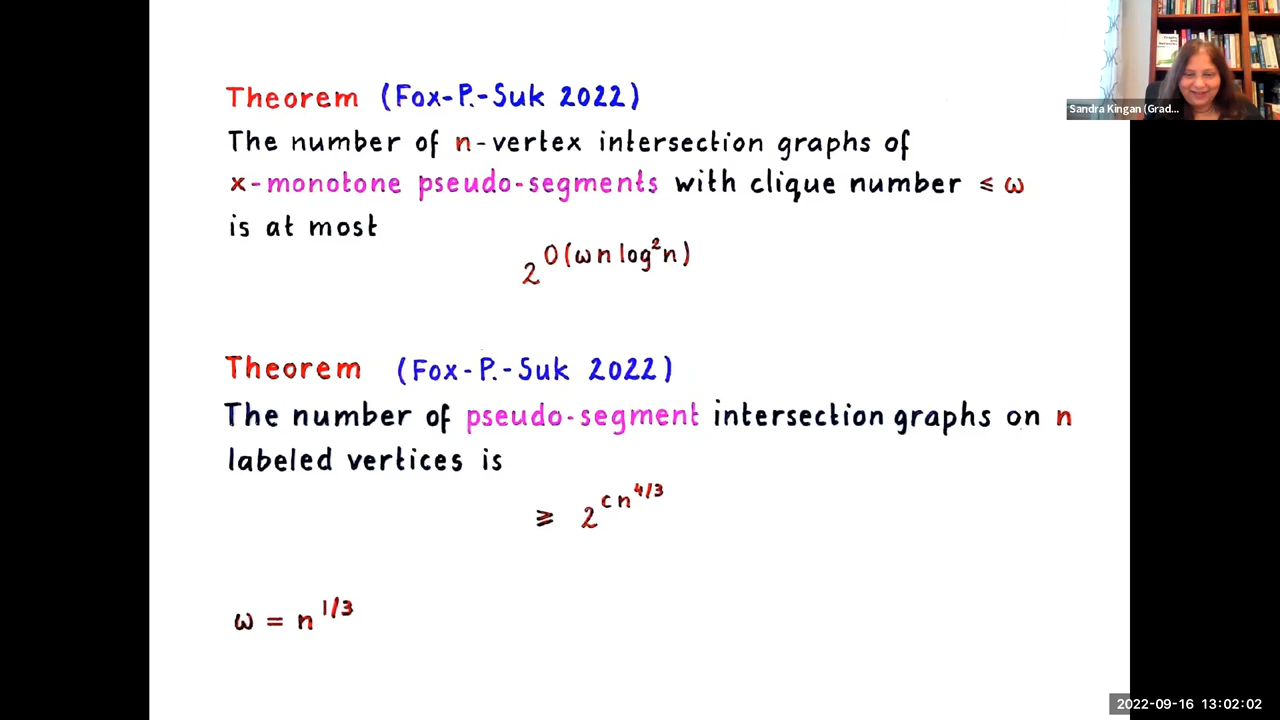 Theorem (Fox-P.-Suk 2022)
The number of n-vertex intersection graphs of
x-monotone pseudo-segments with clique number ≤ ω
is at most
2^O(ωn log²n)
Theorem (Fox-P.-Suk 2022)
The number of pseudo-segment intersection graphs on n
labeled vertices is
≥ 2^cn^4/3
ω = n^1/3
Sandra Kingan (Grad...
2022-09-16 13:02:02